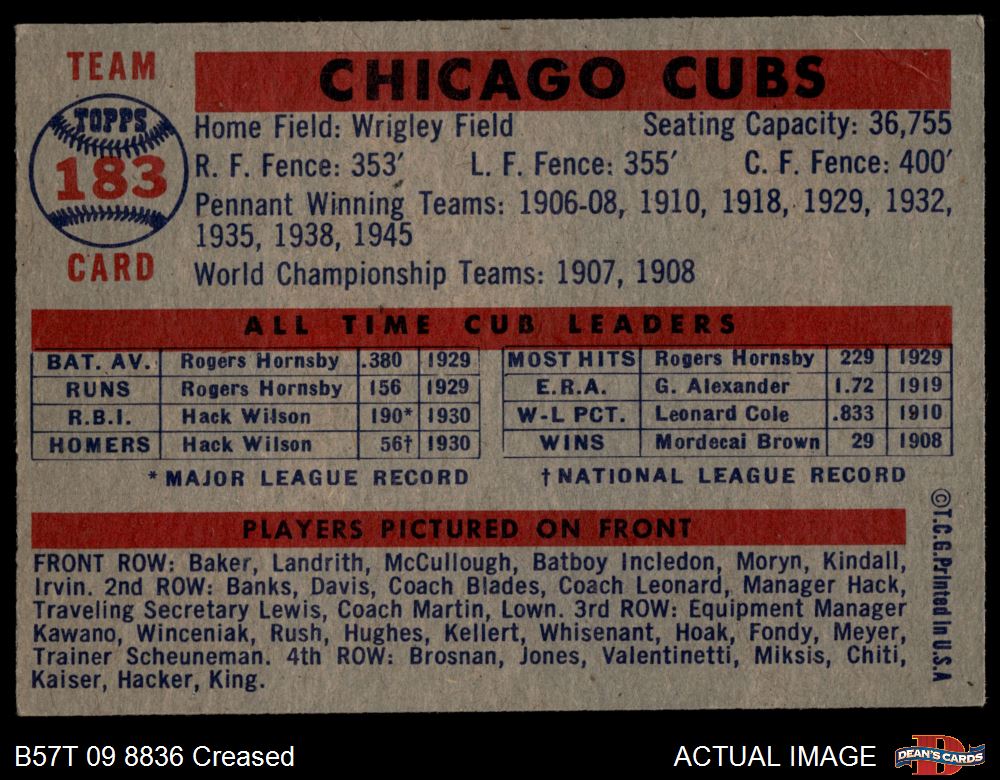 TEAM
TOPPS
183
CARD
CHICAGO CUBS
Home Field: Wrigley Field Seating Capacity: 36,755
R. F. Fence: 353′ L. F. Fence: 355′ C. F. Fence: 400′
Pennant Winning Teams: 1906-08, 1910, 1918, 1929, 1932,
1935, 1938, 1945
World Championship Teams: 1907, 1908
ALL TIME CUB LEADERS
BAT. AV. Rogers Hornsby .380 1929 MOST HITS Rogers Hornsby 229 1929
RUNS Rogers Hornsby 156 1929 E.R.A. G. Alexander 1.72 1919
R.B.I. Hack Wilson 190* 1930 W-L PCT. Leonard Cole .833 1910
HOMERS Hack Wilson 56† 1930 WINS Mordecai Brown 29 1908
*MAJOR LEAGUE RECORD †NATIONAL LEAGUE RECORD
PLAYERS PICTURED ON FRONT
FRONT ROW: Baker, Landrith, McCullough, Batboy Incledon, Moryn, Kindall,
Irvin. 2nd ROW: Banks, Davis, Coach Blades, Coach Leonard, Manager Hack,
Traveling Secretary Lewis, Coach Martin, Lown. 3rd ROW: Equipment Manager
Kawano, Winceniak, Rush, Hughes, Kellert, Whisenant, Hoak, Fondy, Meyer,
Trainer Scheuneman. 4th ROW: Brosnan, Jones, Valentinetti, Miksis, Chiti,
Kaiser, Hacker, King.
©T.C.G. Printed in U.S.A
B57T 09 8836 Creased ACTUAL IMAGE
DEAN'S CARDS